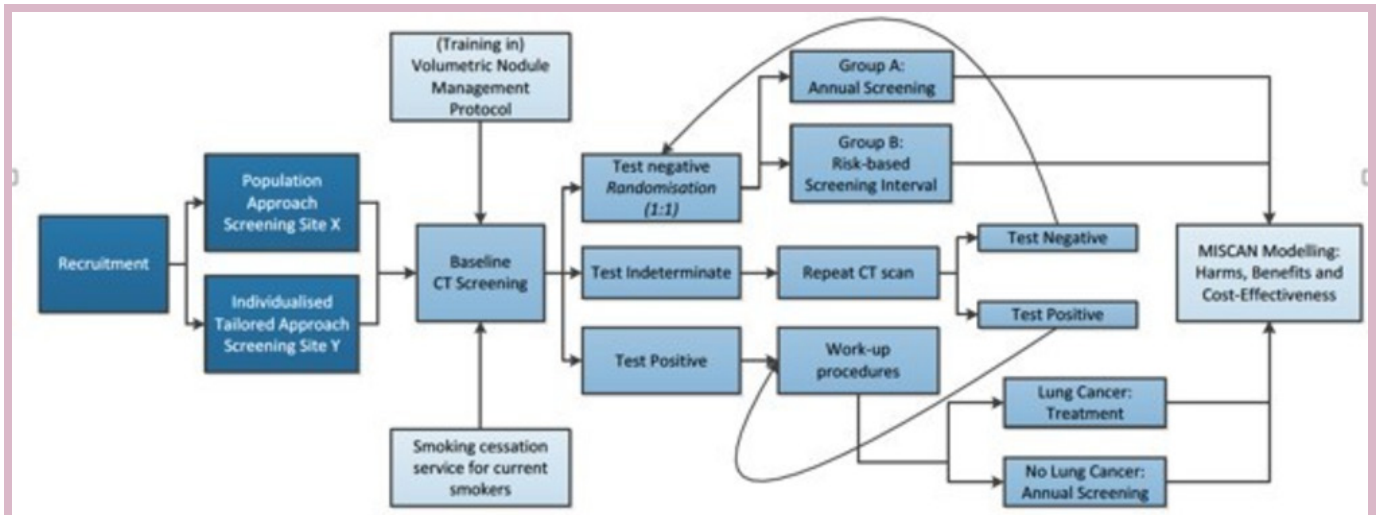 Recruitment
Population
Approach
Screening Site X
Individualised
Tailored Approach
Screening Site Y
(Training in)
Volumetric Nodule
Management
Protocol
Baseline
CT Screening
Smoking cessation
service for current
smokers
Test negative
Randomisation
(1:1)
Test Indeterminate
Test Positive
Group A:
Annual Screening
Group B:
Risk-based
Screening Interval
Repeat CT scan
Work-up
procedures
Test Negative
Test Positive
Lung Cancer:
Treatment
No Lung Cancer:
Annual Screening
MISCAN Modelling:
Harms, Benefits and
Cost-Effectiveness